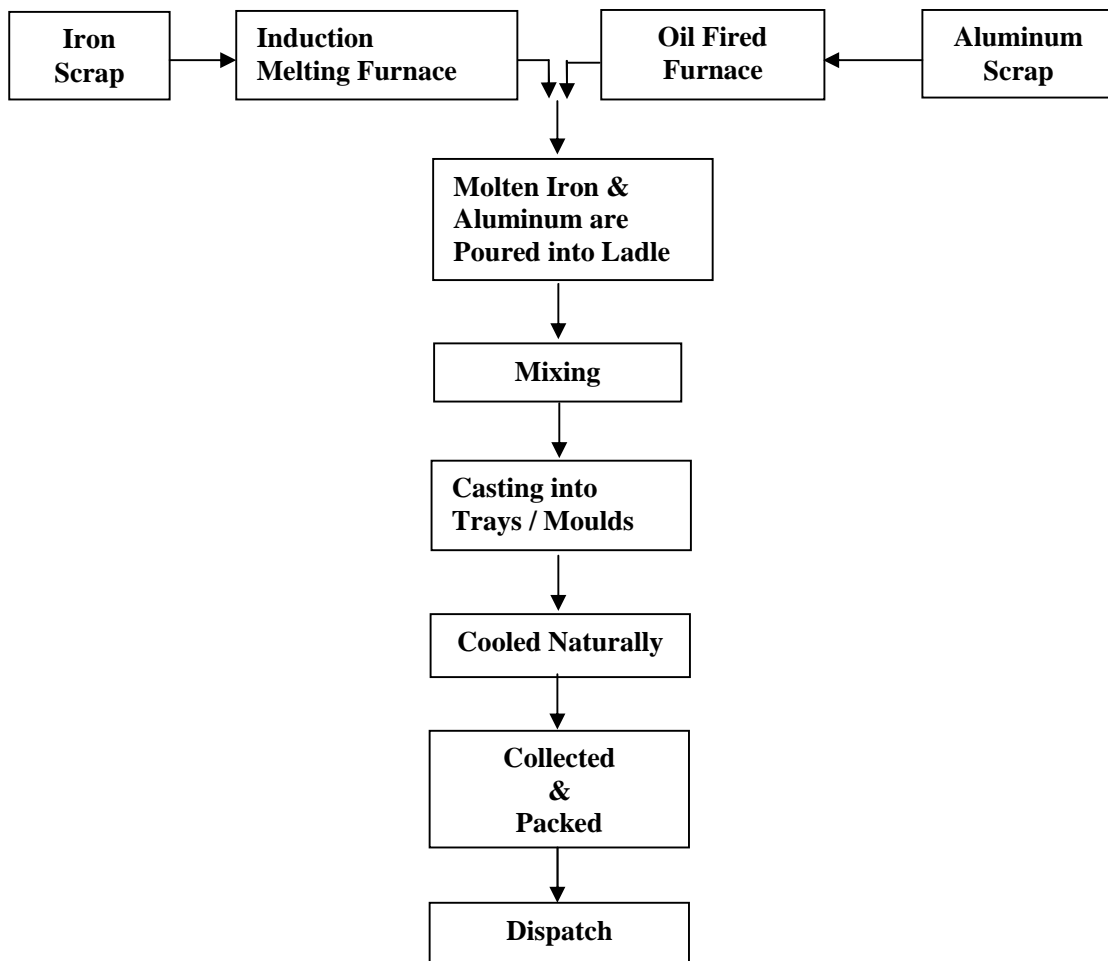 Iron
Scrap
Induction
Melting Furnace
Oil Fired
Furnace
Aluminum
Scrap
Molten Iron &
Aluminum are
Poured into Ladle
Mixing
Casting into
Trays / Moulds
Cooled Naturally
Collected
&
Packed
Dispatch